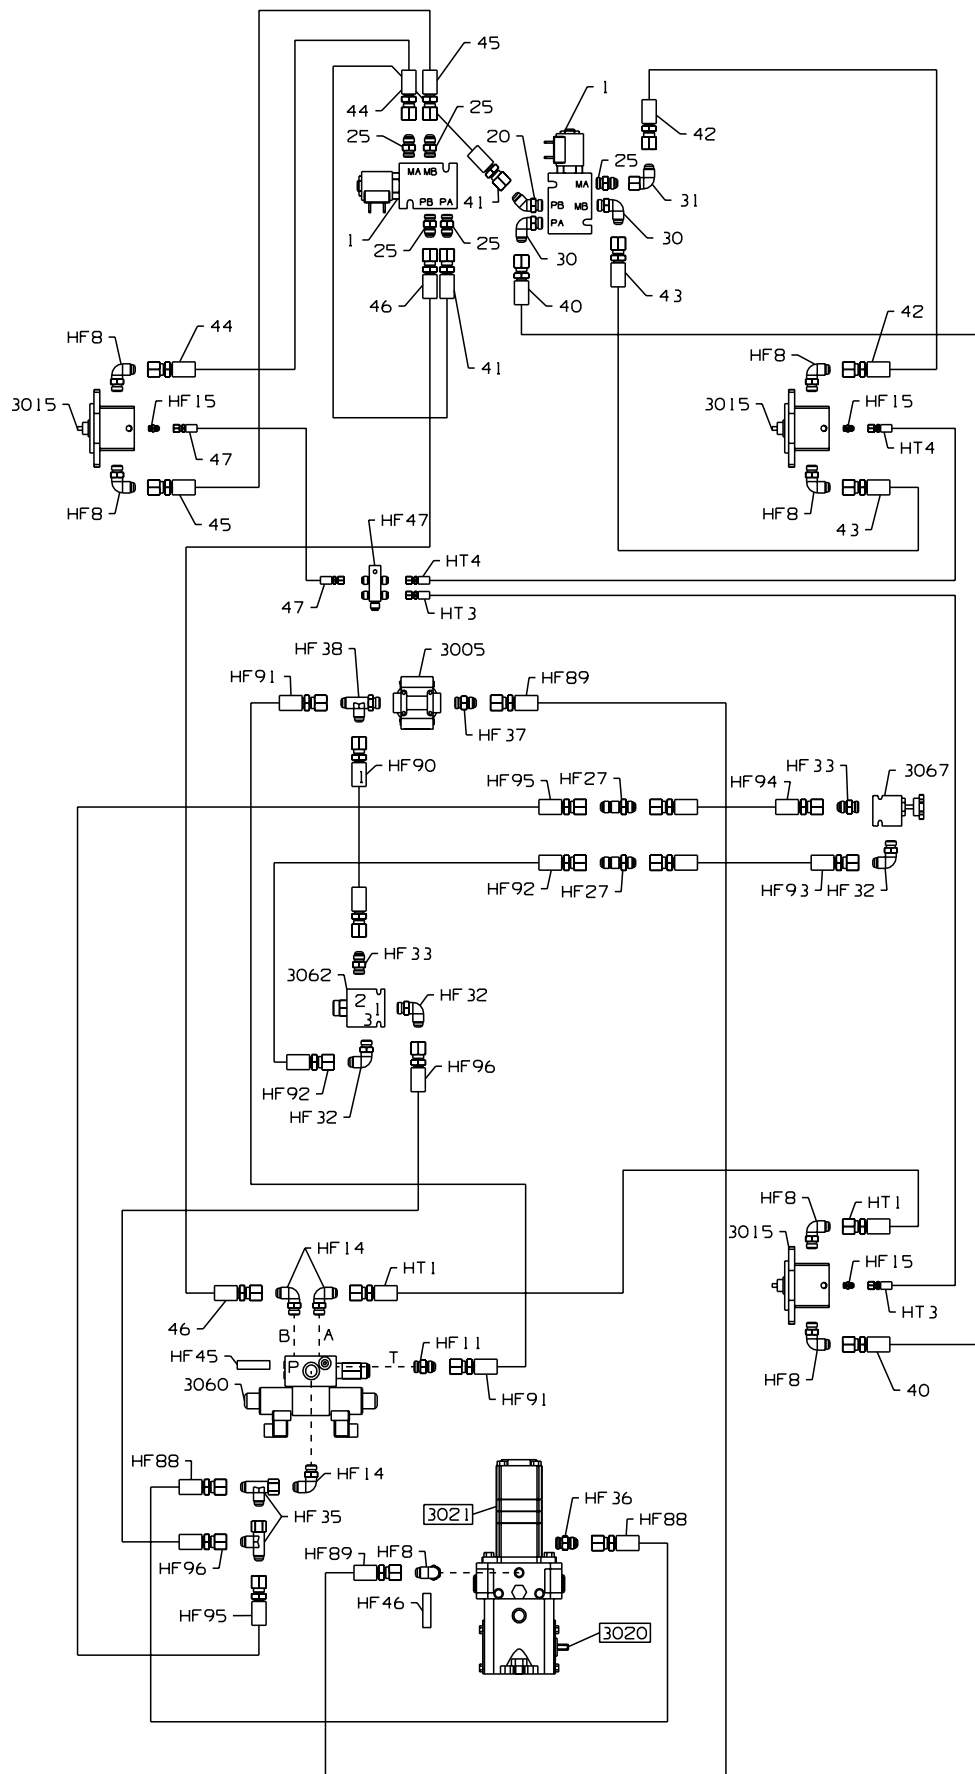 45
1
44
25
42
25
20
25
25
MA MB
MA
41
31
PB PA
PB
MB
PA
1
25
25
30
30
46
41
40
43
44
42
HF8
HF8
3015
HF15
3015
HF15
47
HT4
HF8
45
HF8
43
HF47
HT4
47
HT3
HF38
3005
HF91
HF89
HF37
HF90
1
HF95
HF27
HF94
HF33
3067
HF92
HF27
HF93
HF32
HF33
3062
2
1
3
HF32
HF92
HF96
HF32
HF8
HT1
3015
HF14
HT1
HF15
46
HT3
B
A
HF11
HF45
P
T
HF8
3060
HF91
40
HF88
HF14
HF36
3021
HF35
HF88
HF96
HF89
HF8
HF95
HF46
3020